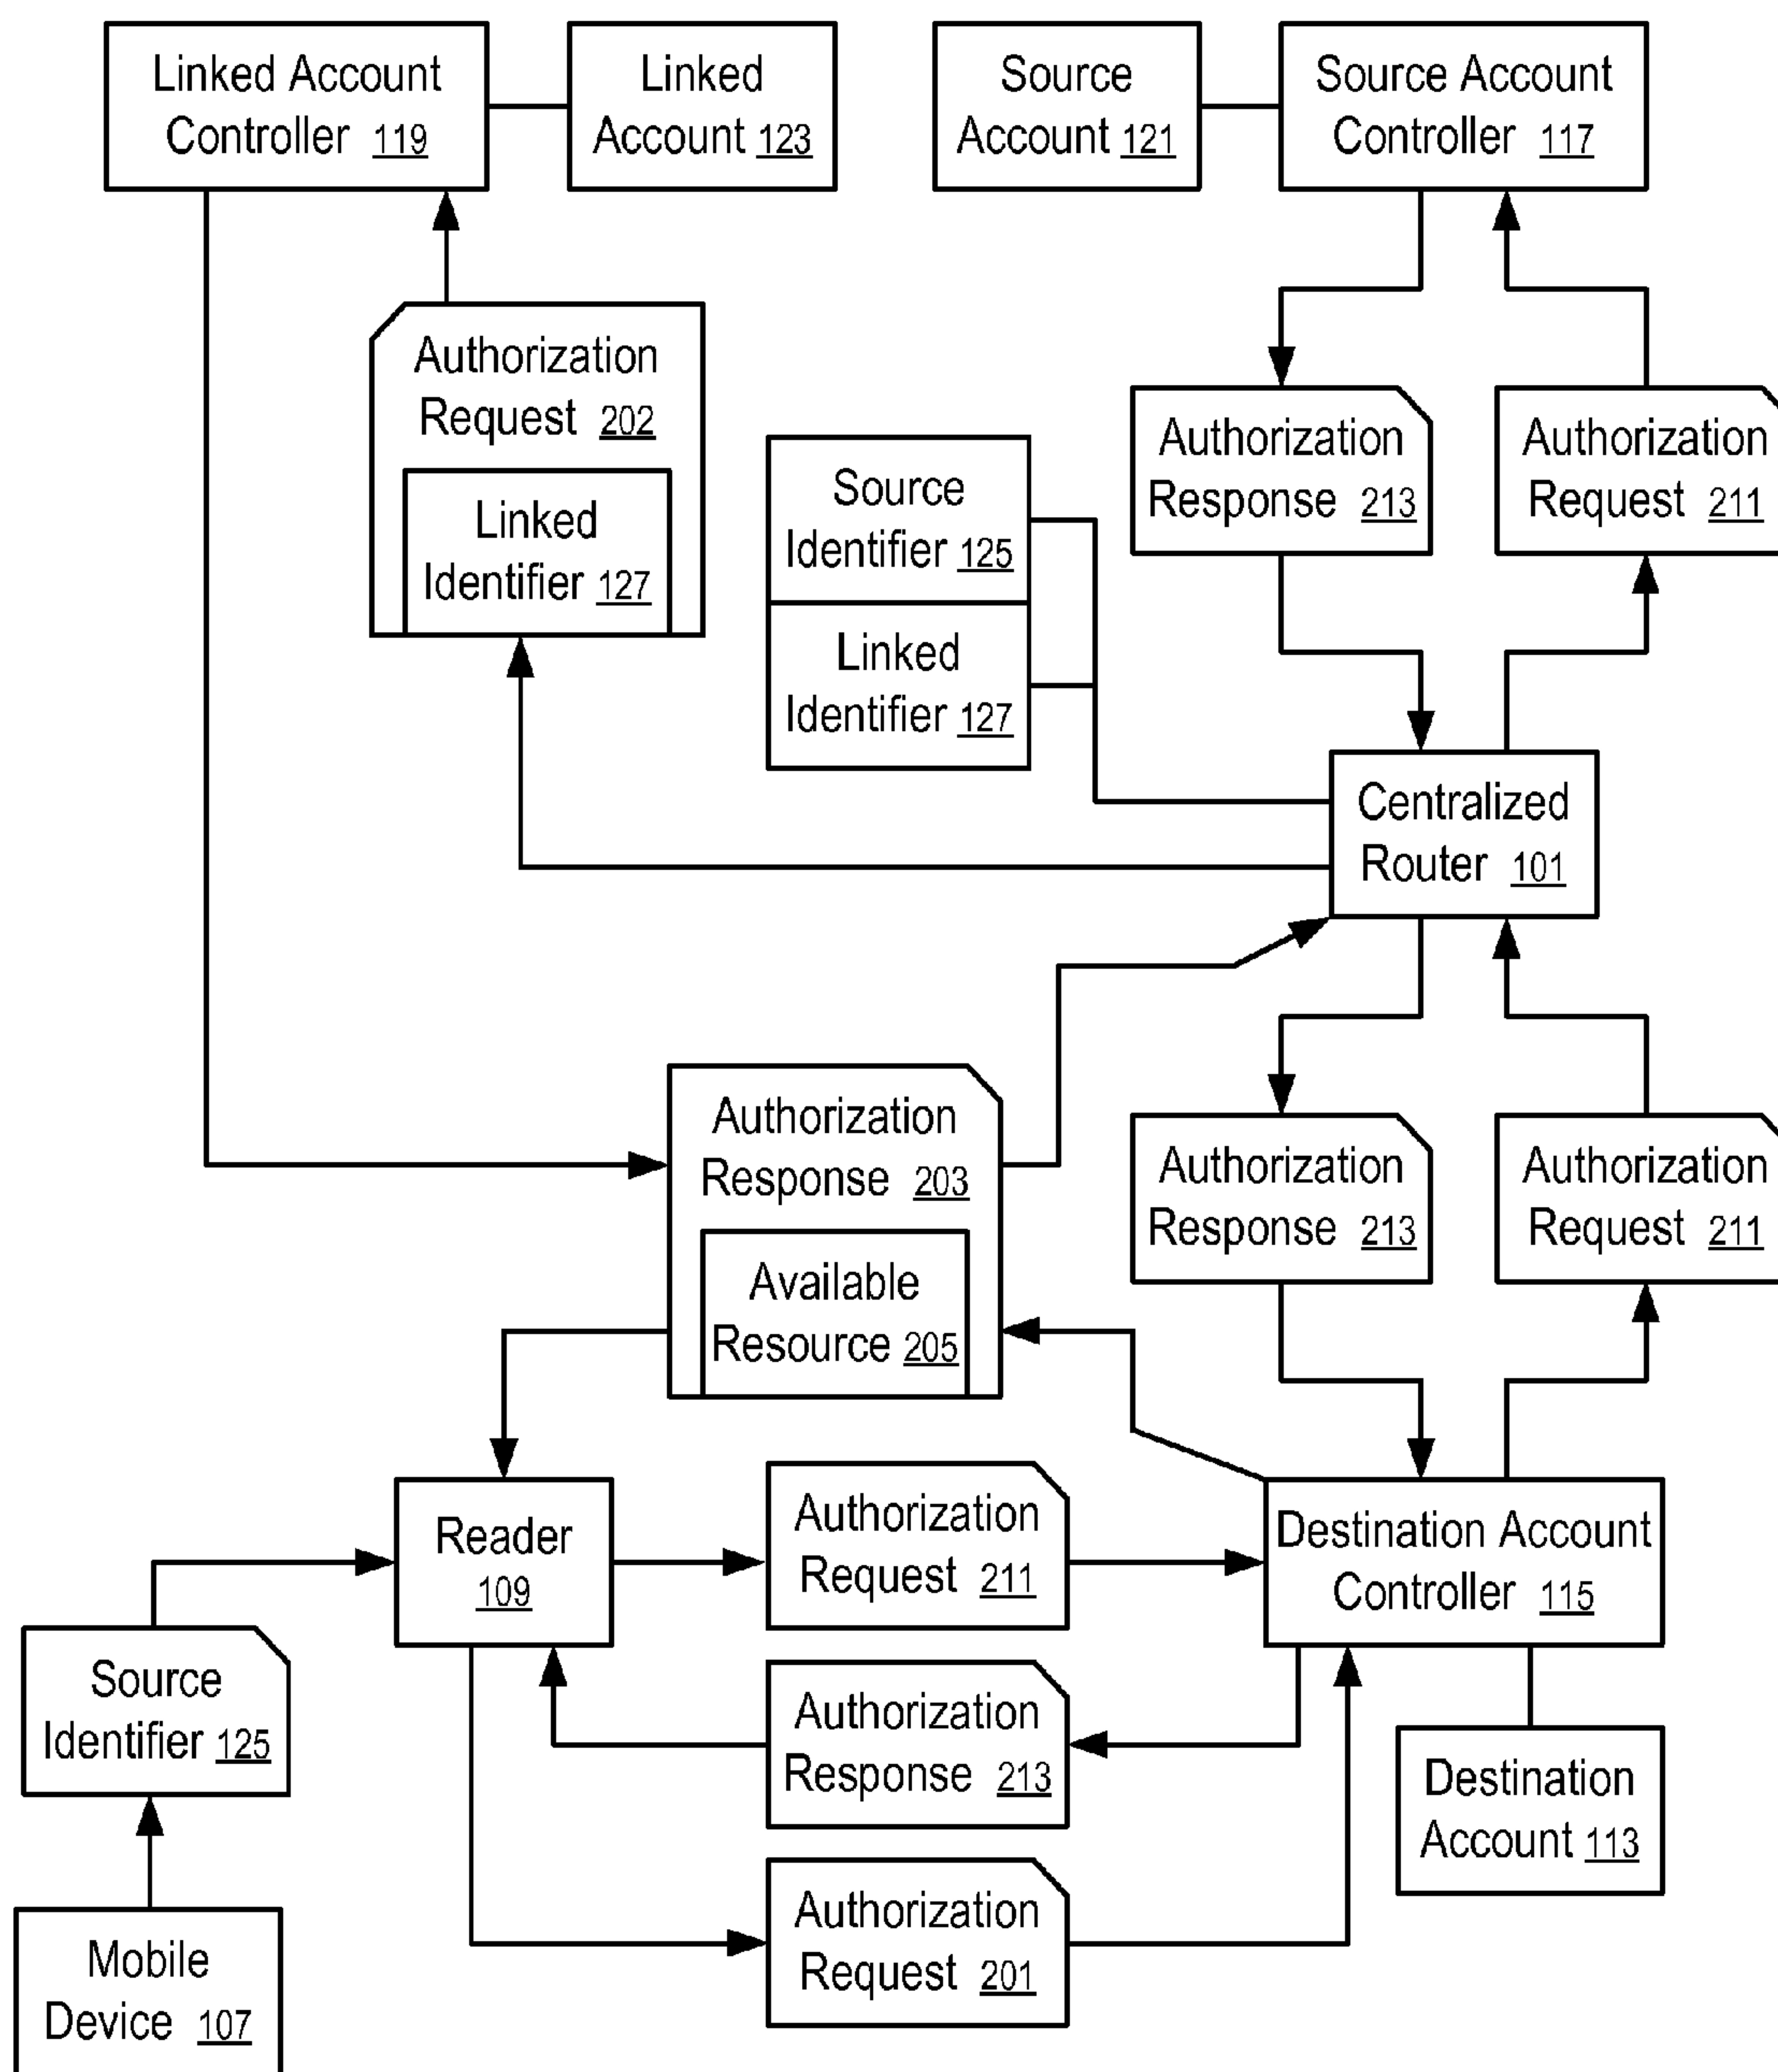 Linked Account
Controller 119
Linked
Account 123
Source
Account 121
Source Account
Controller 117
Authorization
Request 202
Linked
Identifier 127
Source
Identifier 125
Linked
Identifier 127
Authorization
Response 213
Authorization
Request 211
Centralized
Router 101
Authorization
Response 203
Available
Resource 205
Authorization
Response 213
Authorization
Request 211
Reader
109
Authorization
Request 211
Destination Account
Controller 115
Source
Identifier 125
Authorization
Response 213
Destination
Account 113
Authorization
Request 201
Mobile
Device 107